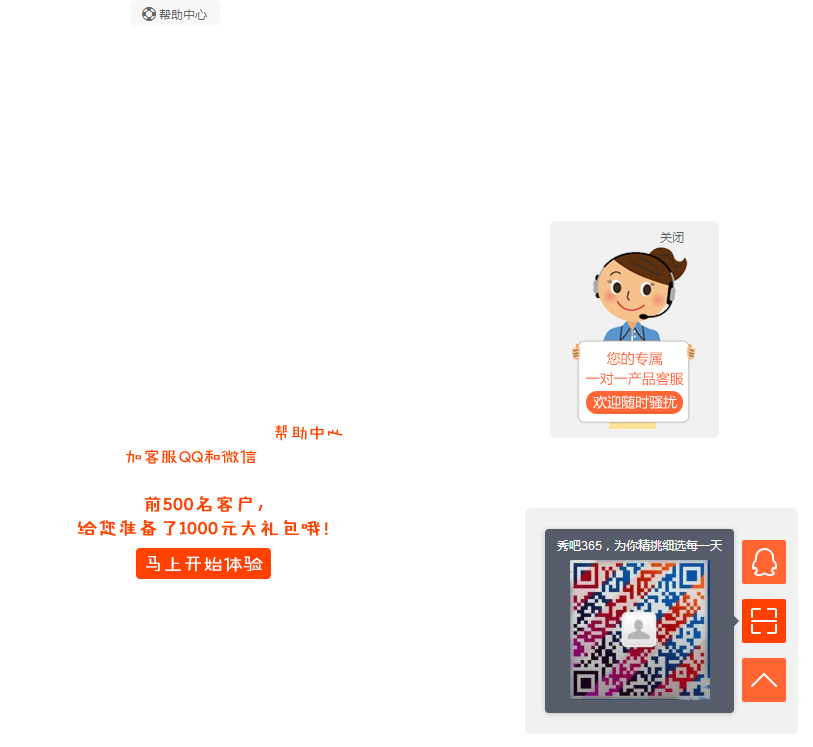 帮助中心
关闭
您的专属
一对一产品客服
欢迎随时骚扰
帮助中心
加客服QQ和微信
前500名客户，
给您准备了1000元大礼包哦！
马上开始体验
秀吧365，为你精挑细选每一天